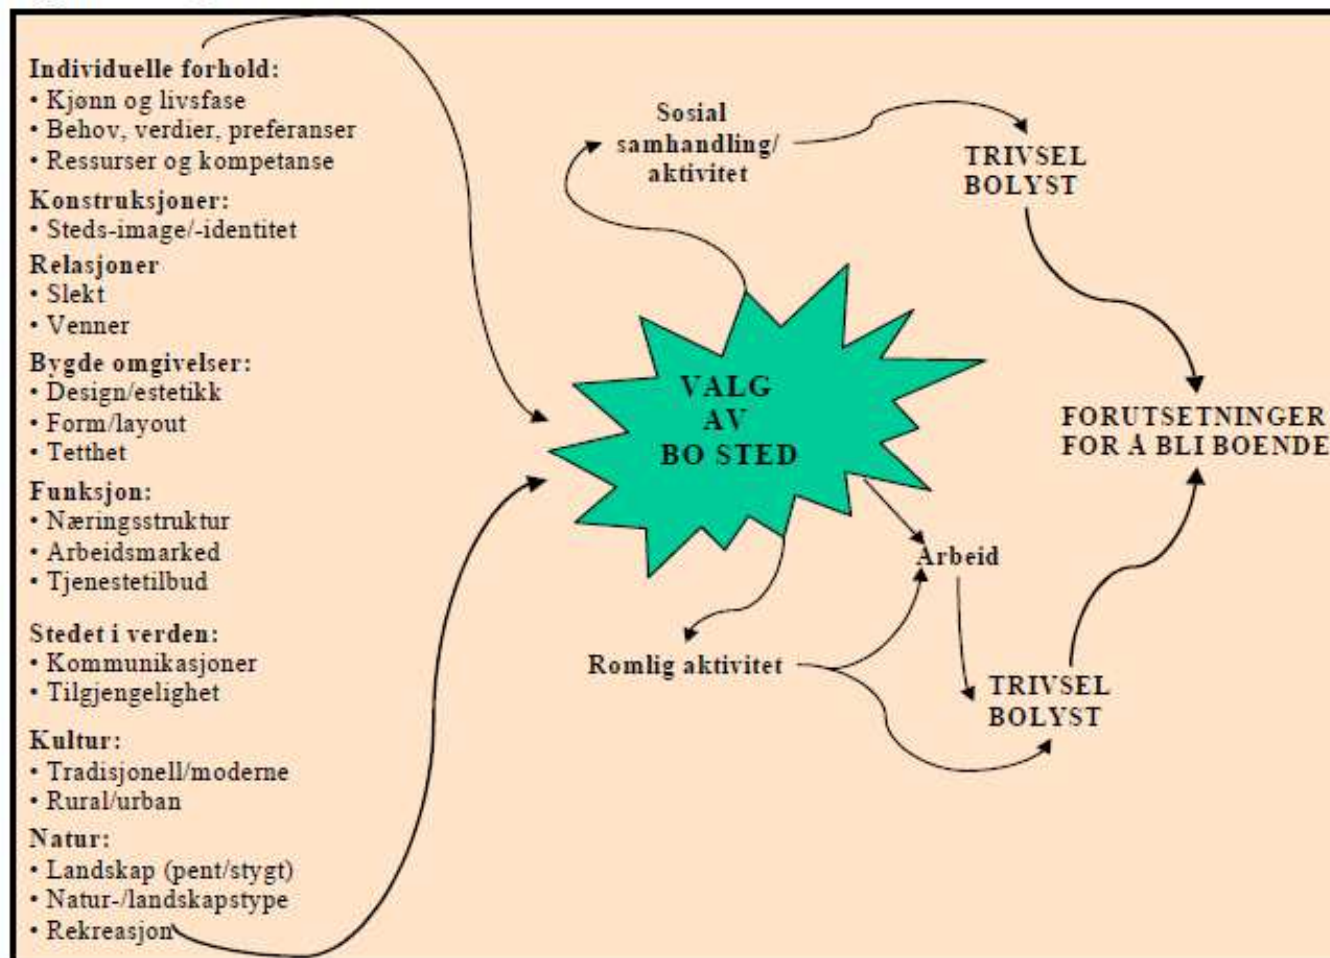 Individuelle forhold:
• Kjønn og livsfase
• Behov, verdier, preferanser
• Ressurser og kompetanse
Konstruksjoner:
• Steds-image/-identitet
Relasjoner
• Slekt
• Venner
Bygde omgivelser:
• Design/estetikk
• Form/layout
• Tetthet
Funksjon:
• Næringsstruktur
• Arbeidsmarked
• Tjenestetilbud
Stedet i verden:
• Kommunikasjoner
• Tilgjengelighet
Kultur:
• Tradisjonell/moderne
• Rural/urban
Natur:
• Landskap (pent/stygt)
• Natur-/landskapstype
• Rekreasjon
VALG
AV
BO STED
Sosial
samhandling/
aktivitet
TRIVSEL
BOLYST
Arbeid
Romlig aktivitet
TRIVSEL
BOLYST
FORUTSETNINGER
FOR Å BLI BOENDE